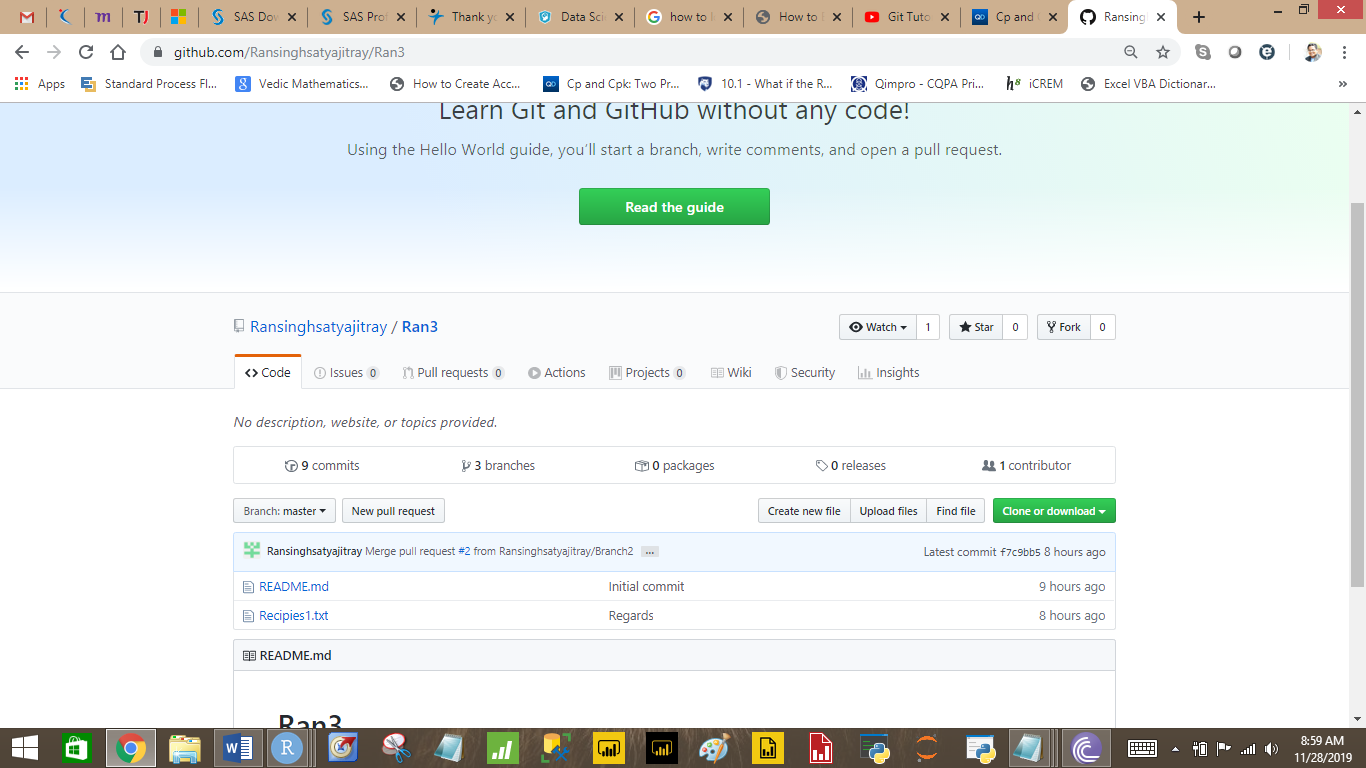 SAS Dow
SAS Prof
Thank yo
Data Scie
how to k
How to
Git Tuto
Cp and C
Ransingh
github.com/Ransinghsatyajitray/Ran3
Apps
Standard Process Fl...
Vedic Mathematics...
How to Create Acc...
Cp and Cpk: Two Pr...
10.1 - What if the R...
Qimpro - CQPA Pri...
iCREM
Excel VBA Dictionar...
»
Learn Git and GitHub without any code!
Using the Hello World guide, you’ll start a branch, write comments, and open a pull request.
Read the guide
Ransinghsatyajitray / Ran3
Watch 1
Star 0
Fork 0
Code
Issues 0
Pull requests 0
Actions
Projects 0
Wiki
Security
Insights
No description, website, or topics provided.
9 commits
3 branches
0 packages
0 releases
1 contributor
Branch: master
New pull request
Create new file
Upload files
Find file
Clone or download
Ransinghsatyajitray Merge pull request #2 from Ransinghsatyajitray/Branch2 ...
Latest commit f7c9bb5 8 hours ago
README.md Initial commit 9 hours ago
Recipies1.txt Regards 8 hours ago
README.md
Ran3
8:59 AM
11/28/2019